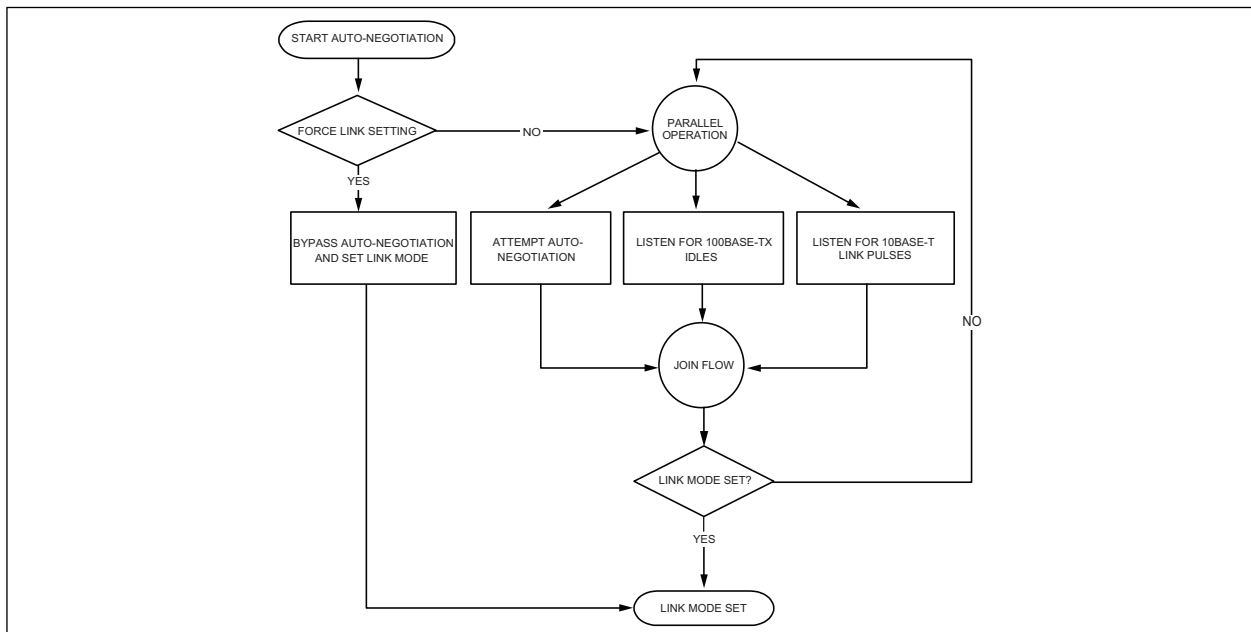 START AUTO-NEGOTIATION
FORCE LINK SETTING
NO
PARALLEL
OPERATION
YES
BYPASS AUTO-NEGOTIATION
AND SET LINK MODE
ATTEMPT AUTO-
NEGOTIATION
LISTEN FOR 100BASE-TX
IDLES
LISTEN FOR 10BASE-T
LINK PULSES
NO
JOIN FLOW
LINK MODE SET?
YES
LINK MODE SET